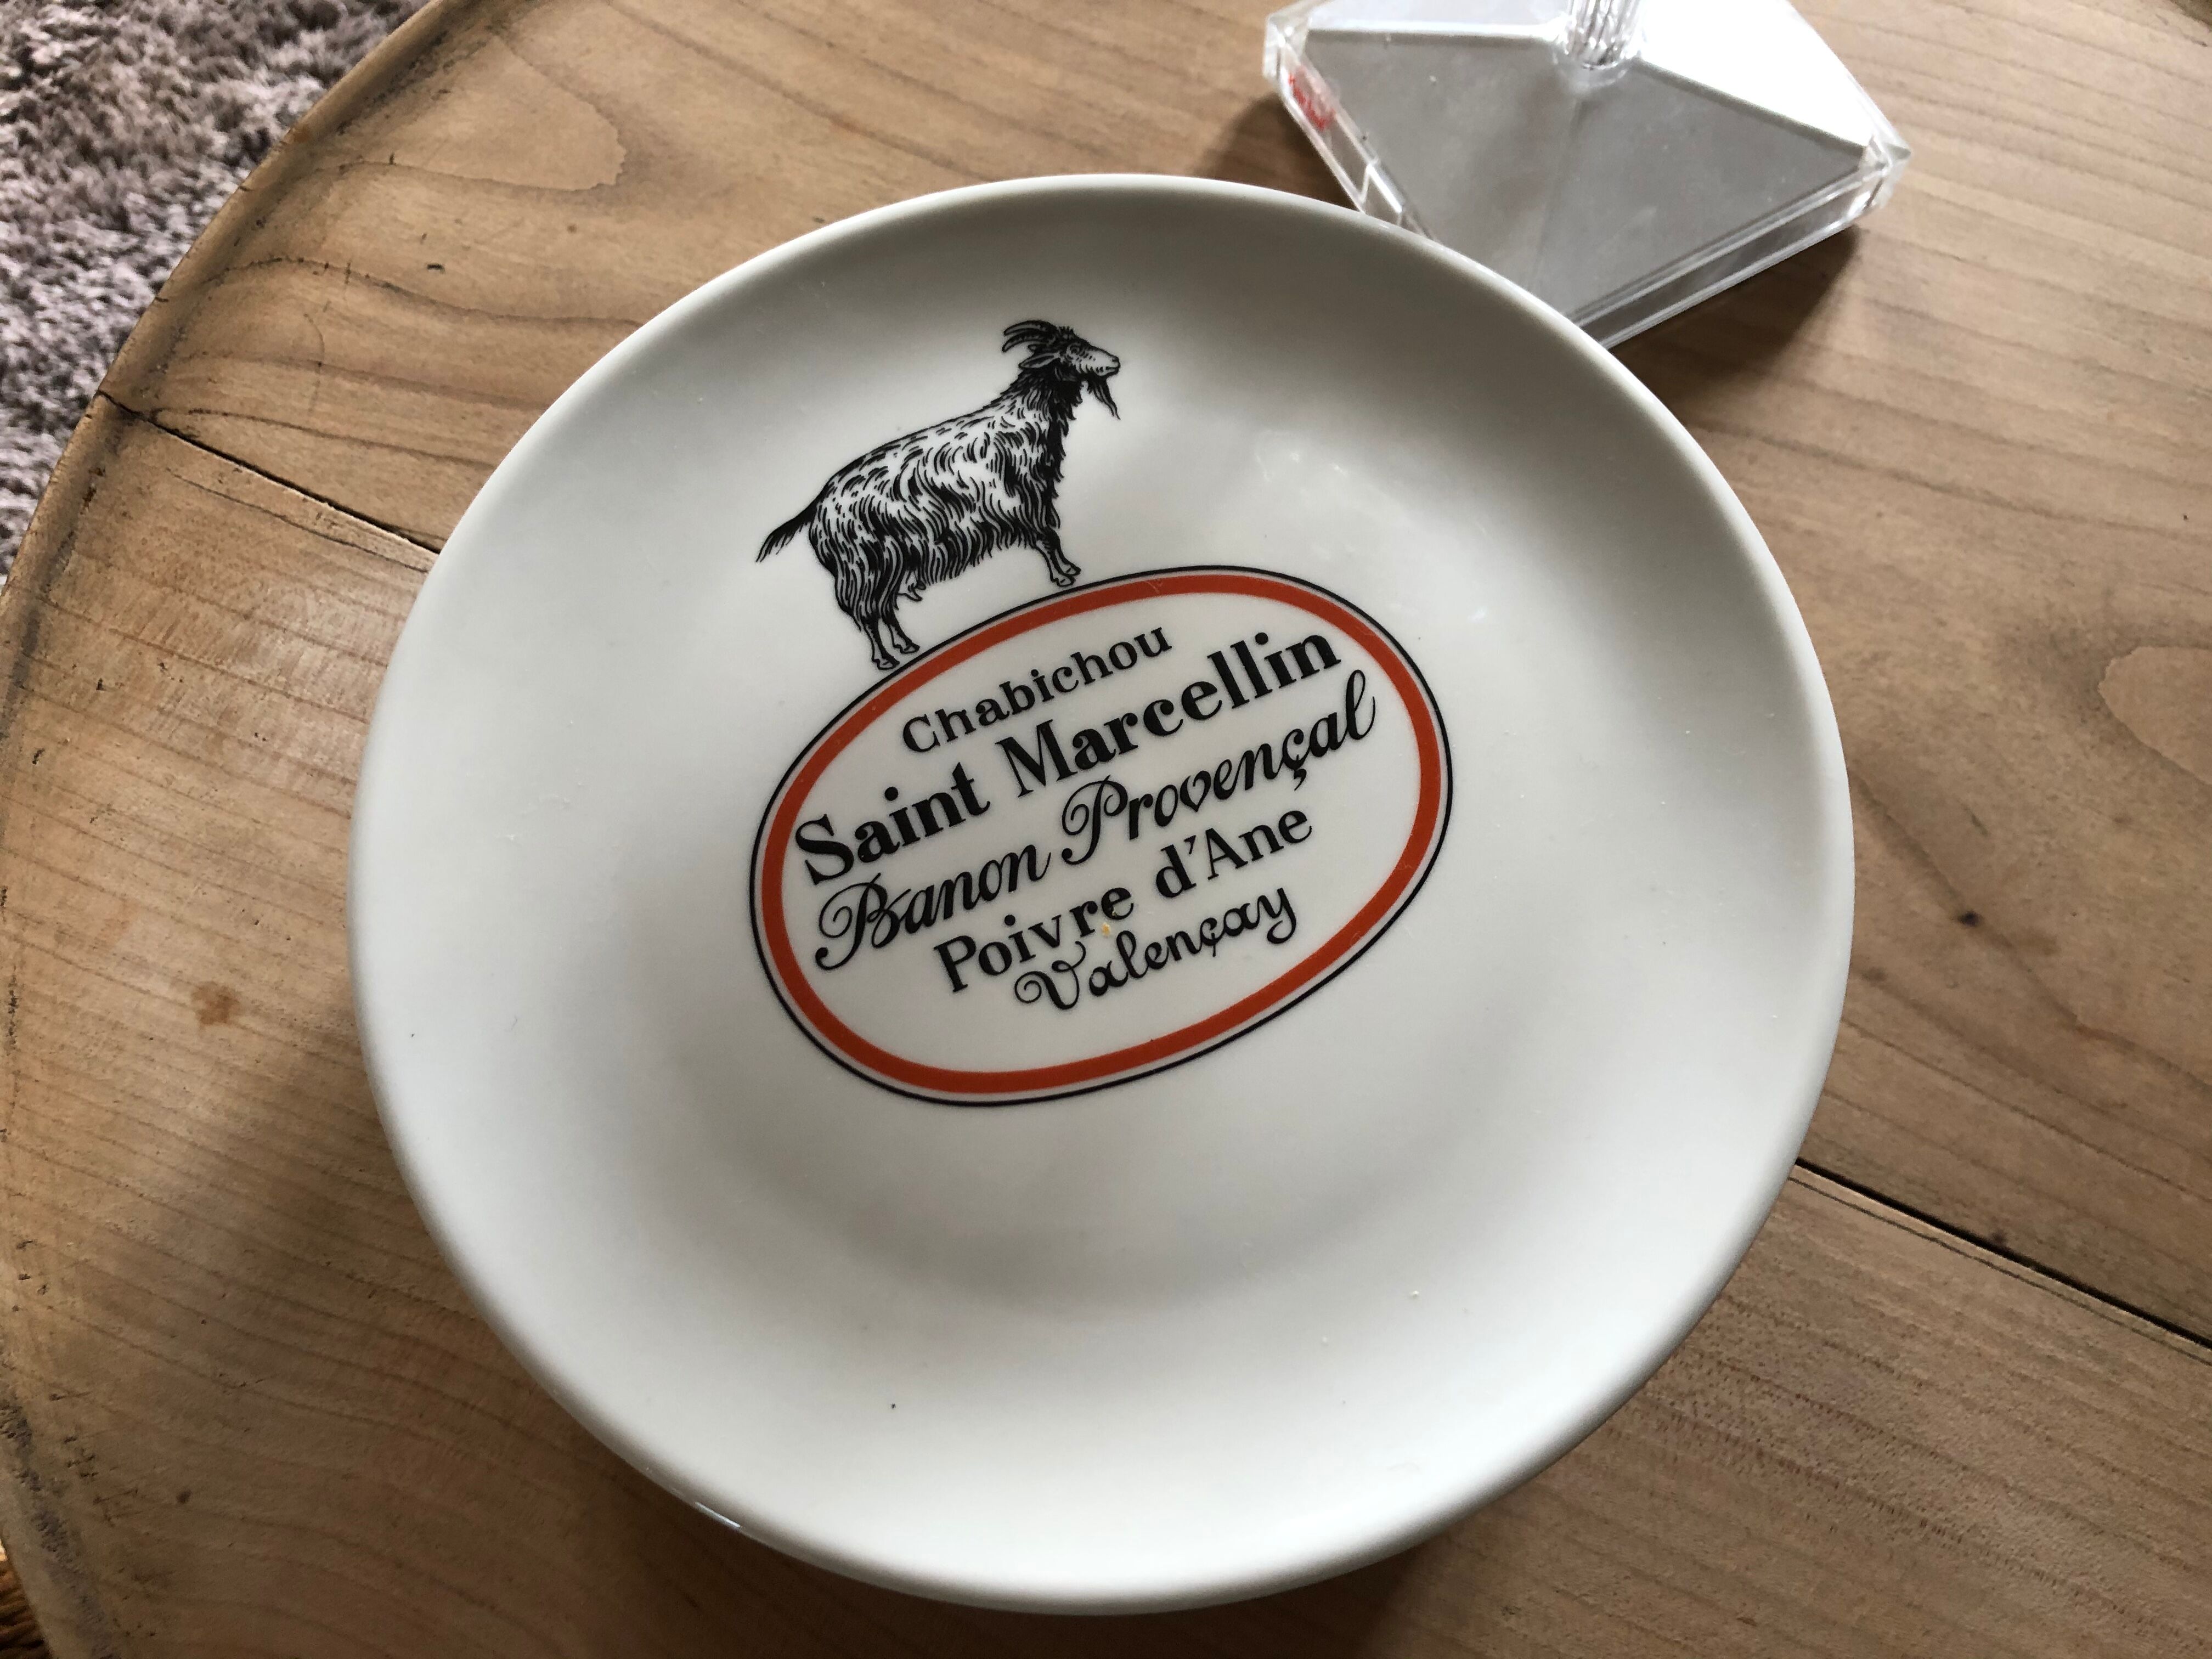 Chabichou
Saint Marcellin
Banon Provençal
Poivre d'Ane
Valençay